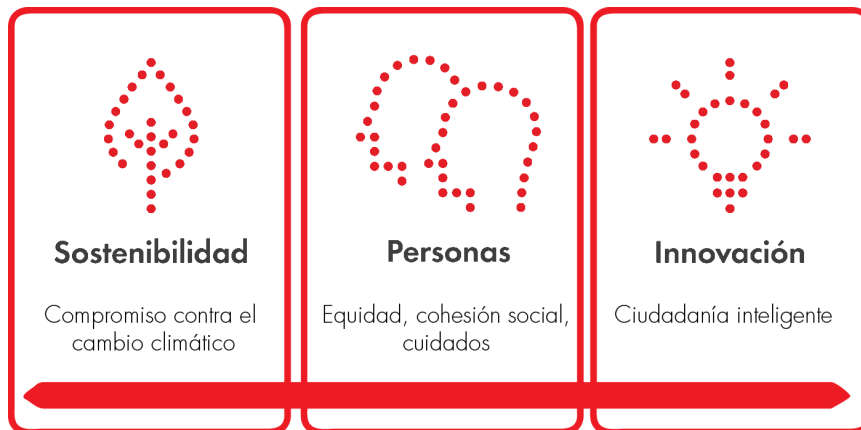 Sostenibilidad
Compromiso contra el
cambio climático
Personas
Equidad, cohesión social,
cuidados
Innovación
Ciudadanía inteligente